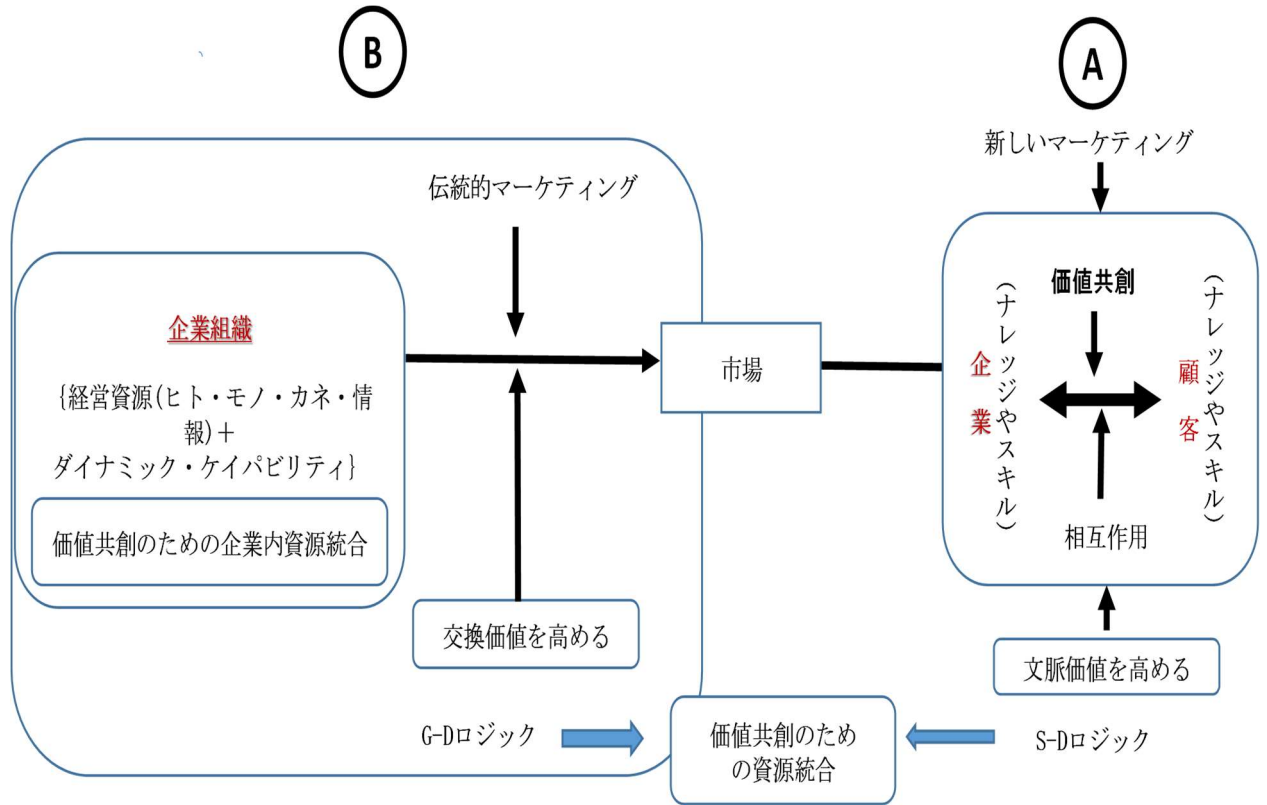 B
A
新しいマーケティング
伝統的マーケティング
企業組織
{経営資源(ヒト・モノ・カネ・情
報)＋
ダイナミック・ケイパビリティ}
価値共創のための企業内資源統合
市場
価値共創
企業
(ナレッジやスキル)
顧客
(ナレッジやスキル)
相互作用
交換価値を高める
文脈価値を高める
G-Dロジック
価値共創のため
の資源統合
S-Dロジック